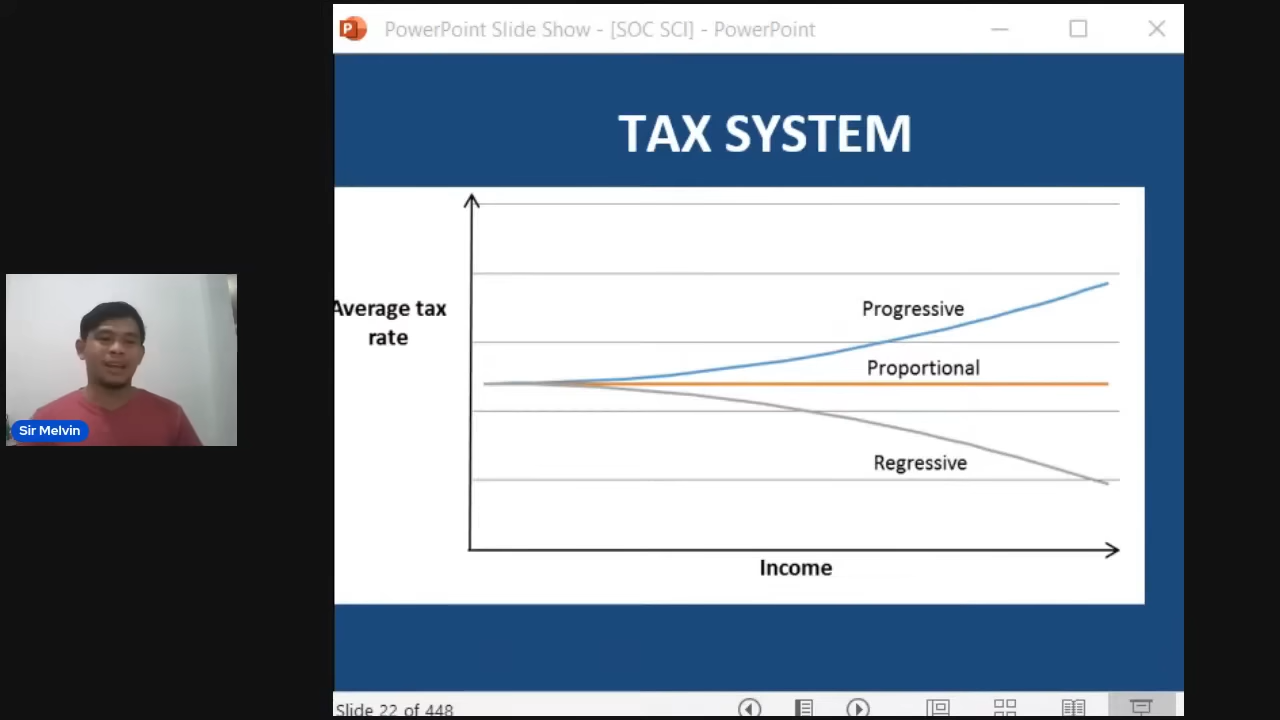 PowerPoint Slide Show - [SOC SCI] - PowerPoint
TAX SYSTEM
Average tax
rate
Progressive
Proportional
Regressive
Income
Sir Melvin
Slide 22 of 448